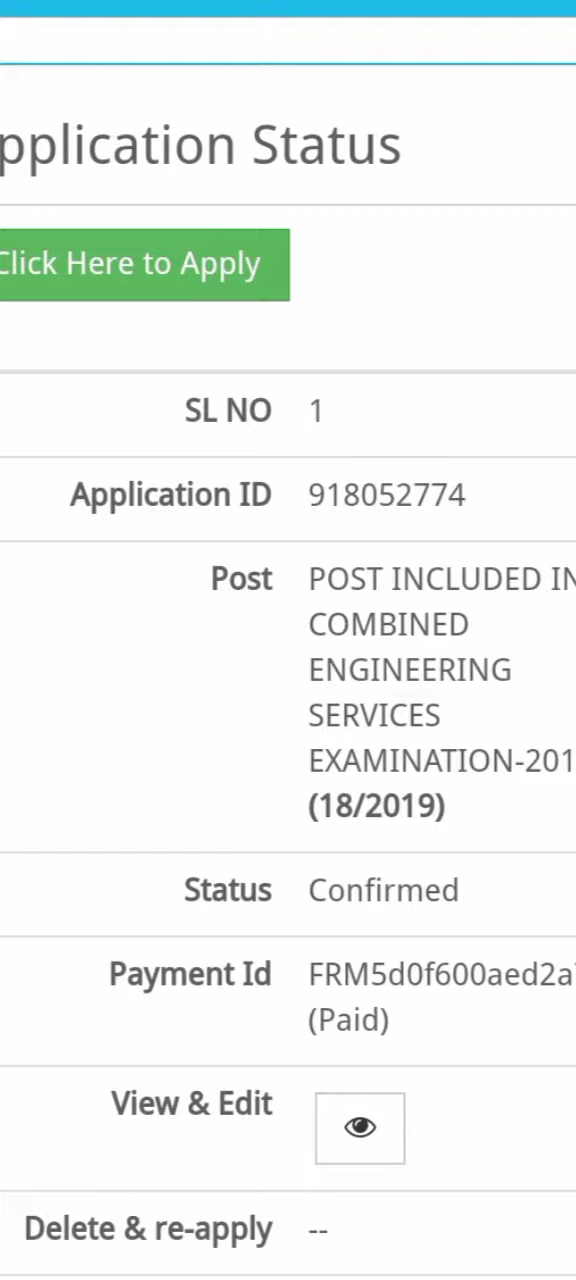 pplication Status
Click Here to Apply
SL NO 1
Application ID 918052774
Post POST INCLUDED IN
COMBINED
ENGINEERING
SERVICES
EXAMINATION-201
(18/2019)
Status Confirmed
Payment Id FRM5d0f600aed2a
(Paid)
View & Edit
Delete & re-apply --